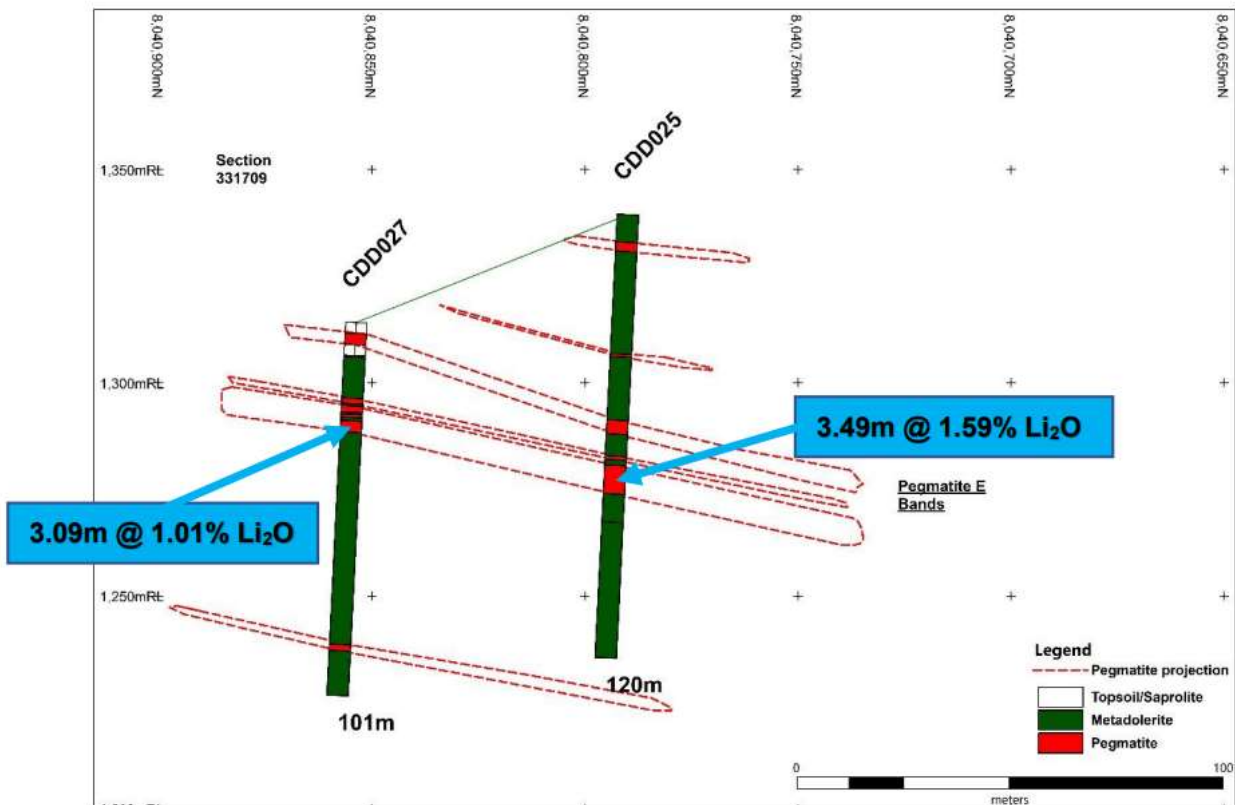 8,040,900mN
8,040,850mN
8,040,800mN
8,040,750mN
8,040,700mN
8,040,650mN
CDD025
1,350mRL
Section
331709
CDD027
1,300mRL
3.49m @ 1.59% Li₂O
Pegmatite E
Bands
3.09m @ 1.01% Li₂O
1,250mRL
Legend
Pegmatite projection
Topsoil/Saprolite
Metadolerite
Pegmatite
120m
101m
0
100
meters